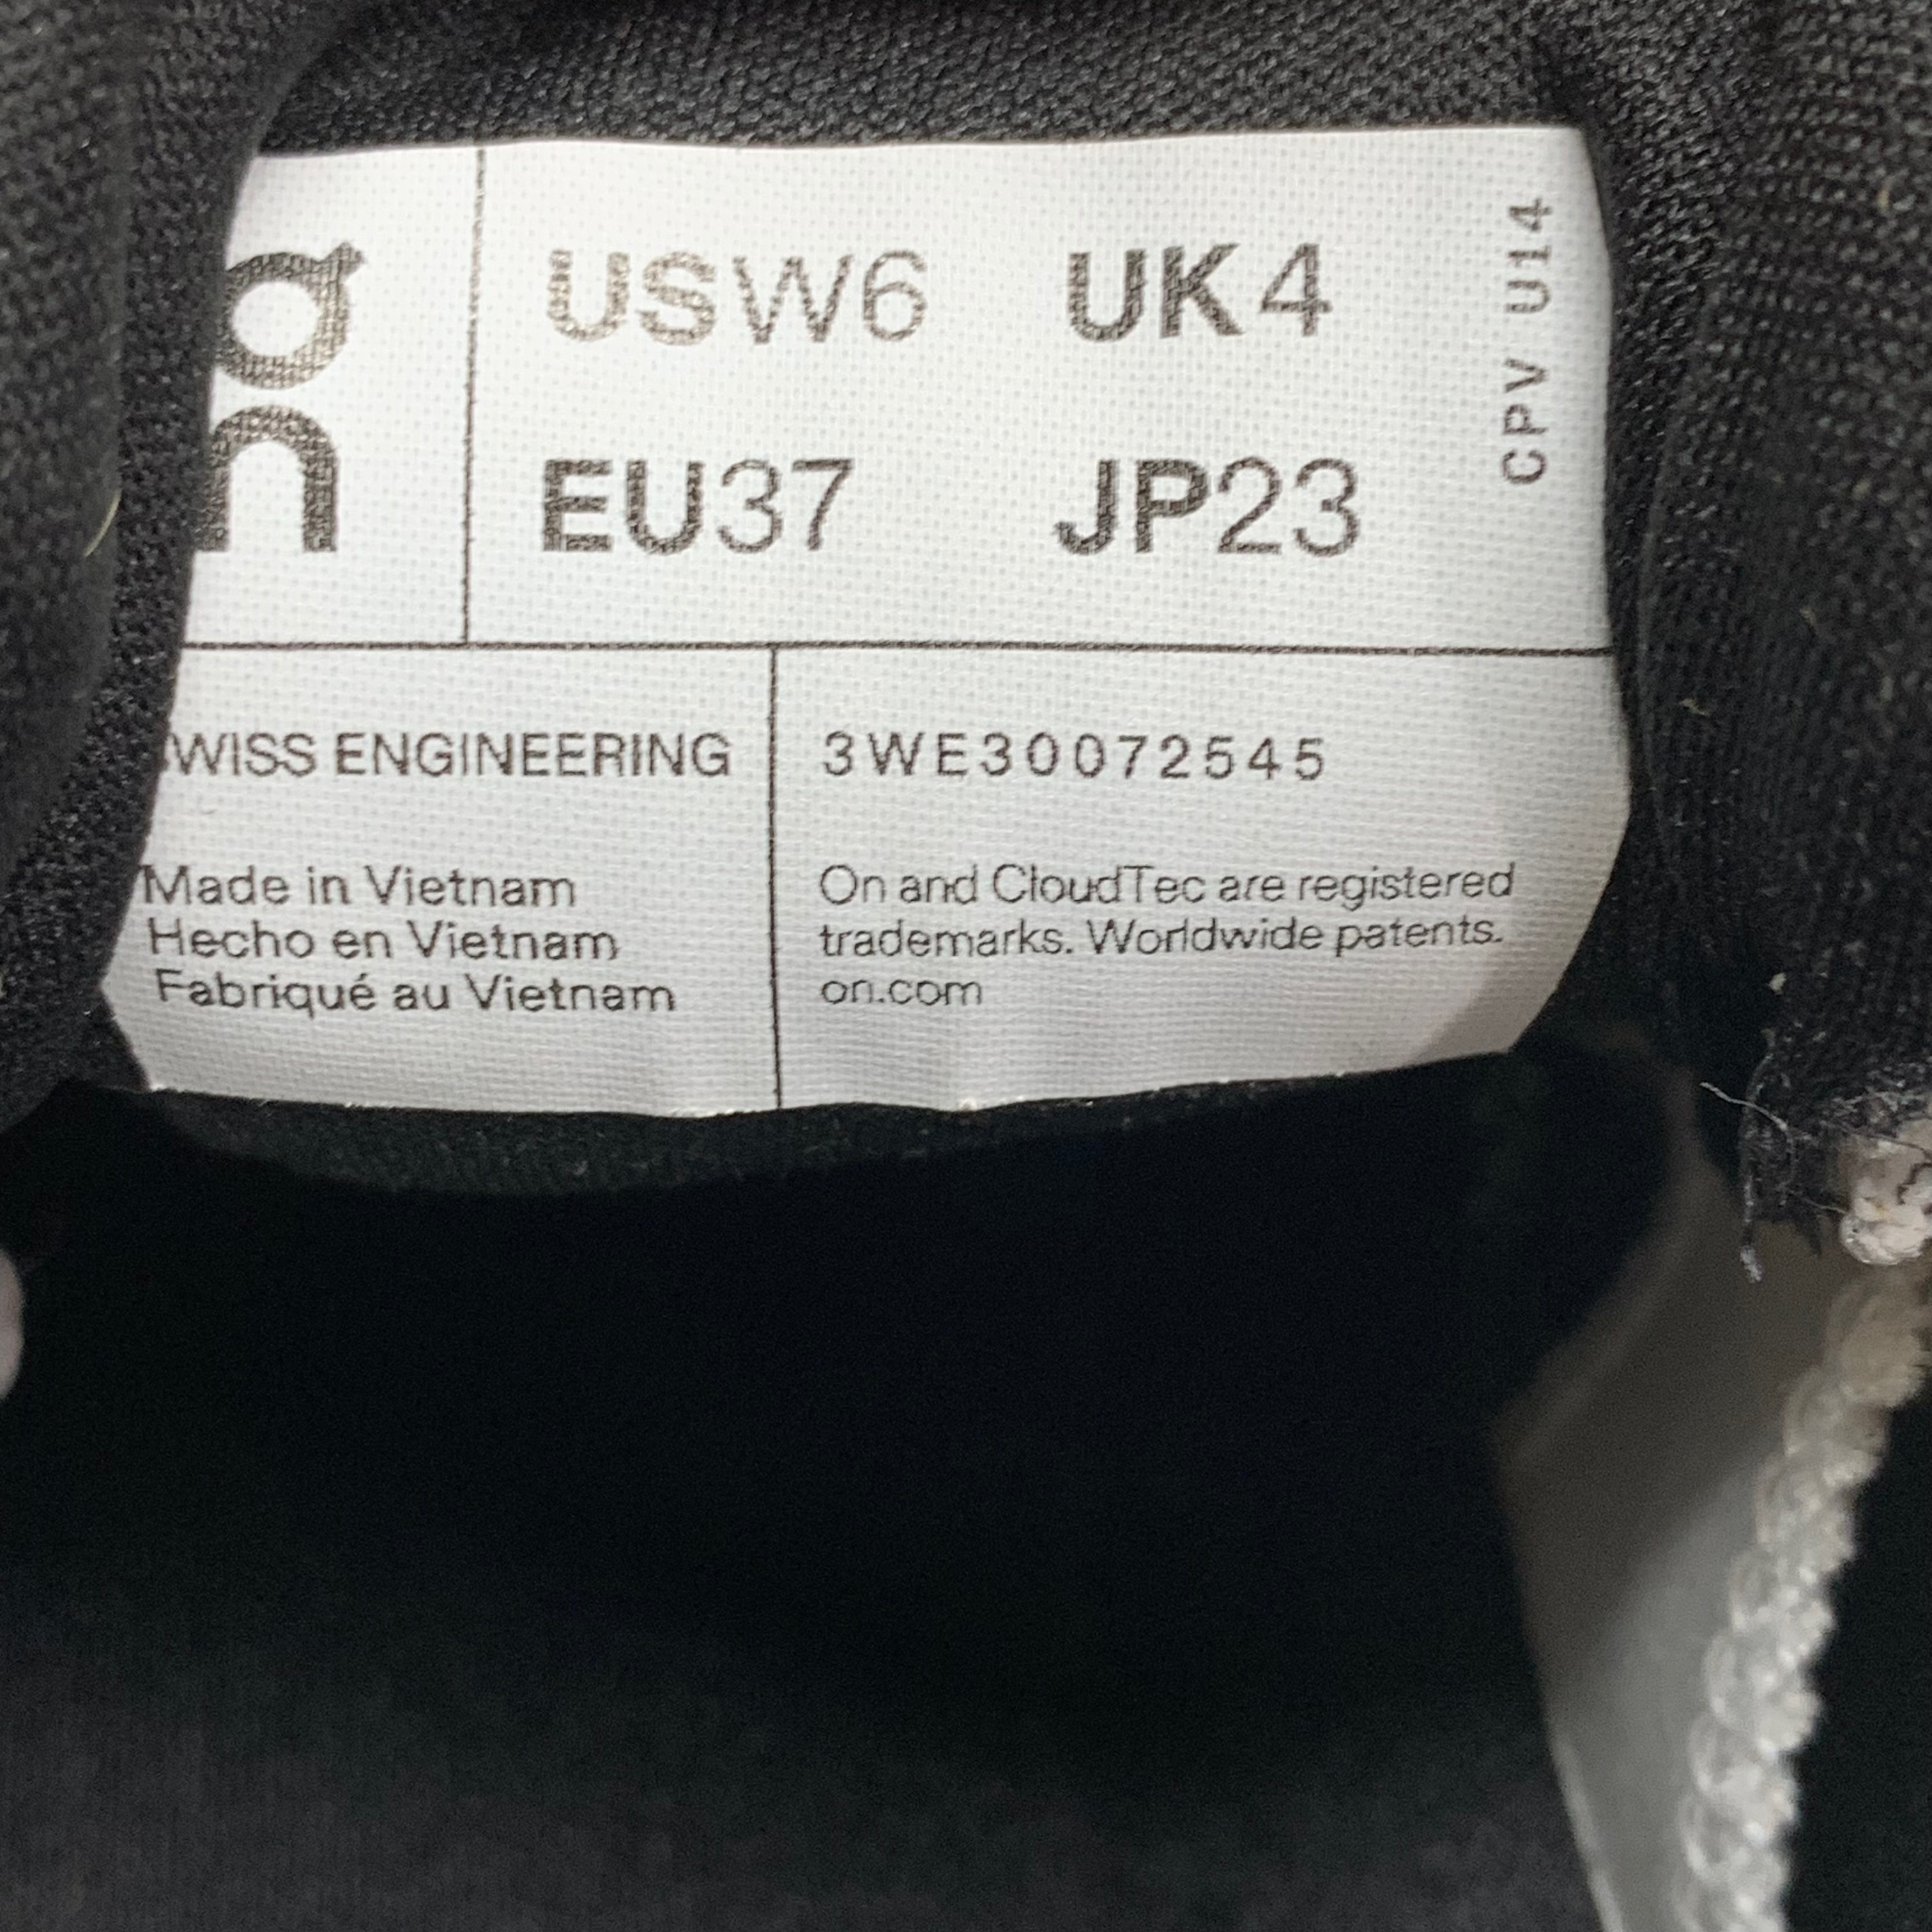 On
USW6 UK4
EU37 JP23
CPV U14
WISS ENGINEERING
3WE30072545
Made in Vietnam
Hecho en Vietnam
Fabriqué au Vietnam
On and CloudTec are registered
trademarks. Worldwide patents.
on.com